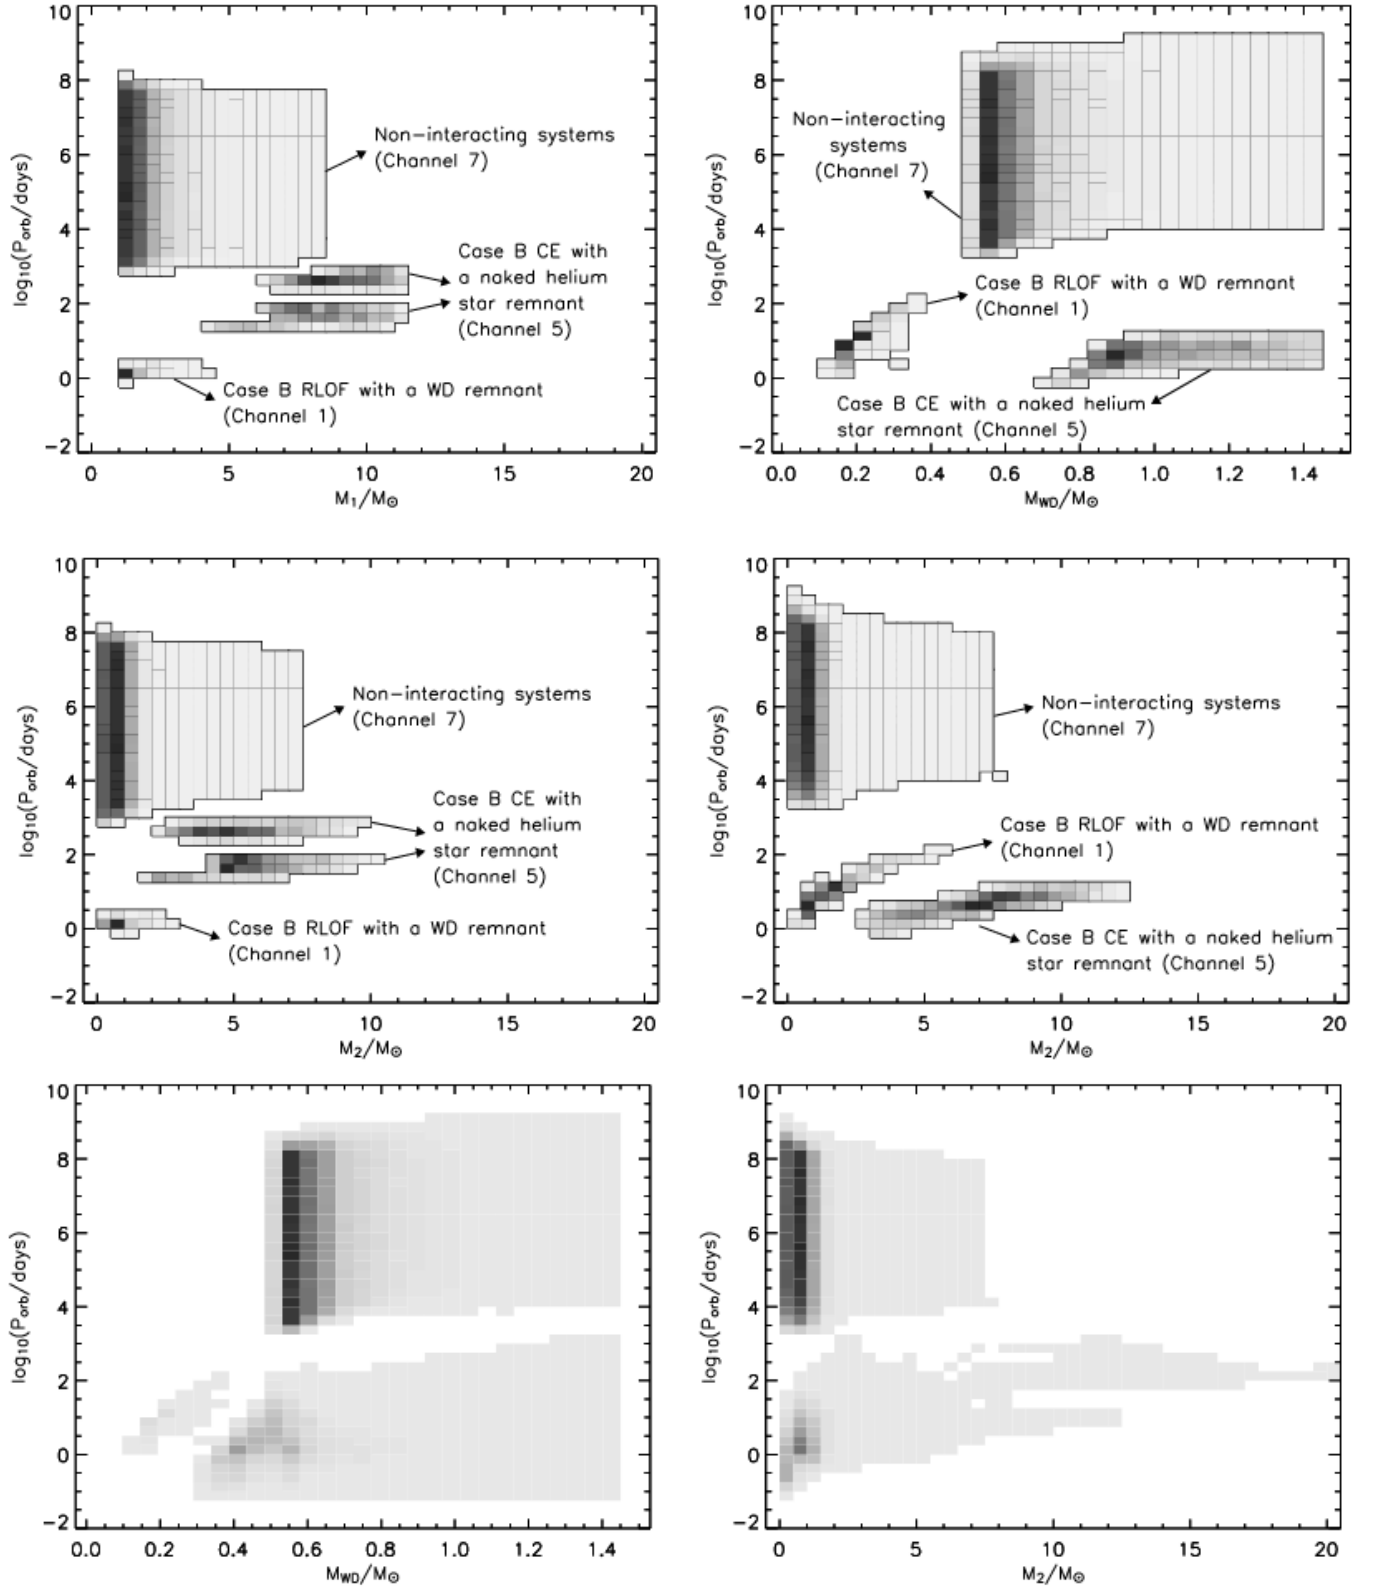 10
8
6
4
2
0
−2
log10(Porb/days)
Non−interacting systems
(Channel 7)
Case B CE with
a naked helium
star remnant
(Channel 5)
Case B RLOF with a WD remnant
(Channel 1)
0 5 10 15 20
M1/M⊙
10
8
6
4
2
0
−2
log10(Porb/days)
Non−interacting
systems
(Channel 7)
Case B RLOF with a WD remnant
(Channel 1)
Case B CE with a naked helium
star remnant (Channel 5)
0.0 0.2 0.4 0.6 0.8 1.0 1.2 1.4
MWD/M⊙
10
8
6
4
2
0
−2
log10(Porb/days)
Non−interacting systems
(Channel 7)
Case B CE with
a naked helium
star remnant
(Channel 5)
Case B RLOF with a WD remnant
(Channel 1)
0 5 10 15 20
M2/M⊙
10
8
6
4
2
0
−2
log10(Porb/days)
Non−interacting systems
(Channel 7)
Case B RLOF with a WD remnant
(Channel 1)
Case B CE with a naked helium
star remnant (Channel 5)
0 5 10 15 20
M2/M⊙
10
8
6
4
2
0
−2
log10(Porb/days)
0.0 0.2 0.4 0.6 0.8 1.0 1.2 1.4
MWD/M⊙
10
8
6
4
2
0
−2
log10(Porb/days)
0 5 10 15 20
M2/M⊙